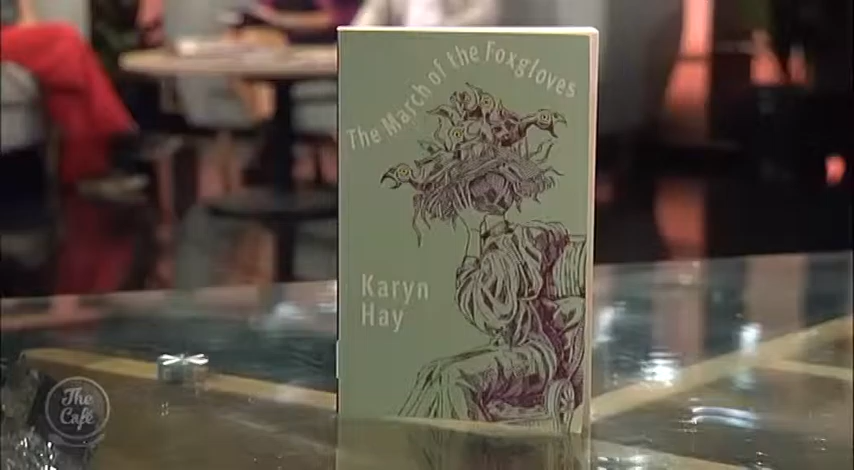 The March of the Foxgloves
Karyn
Hay
The
Café